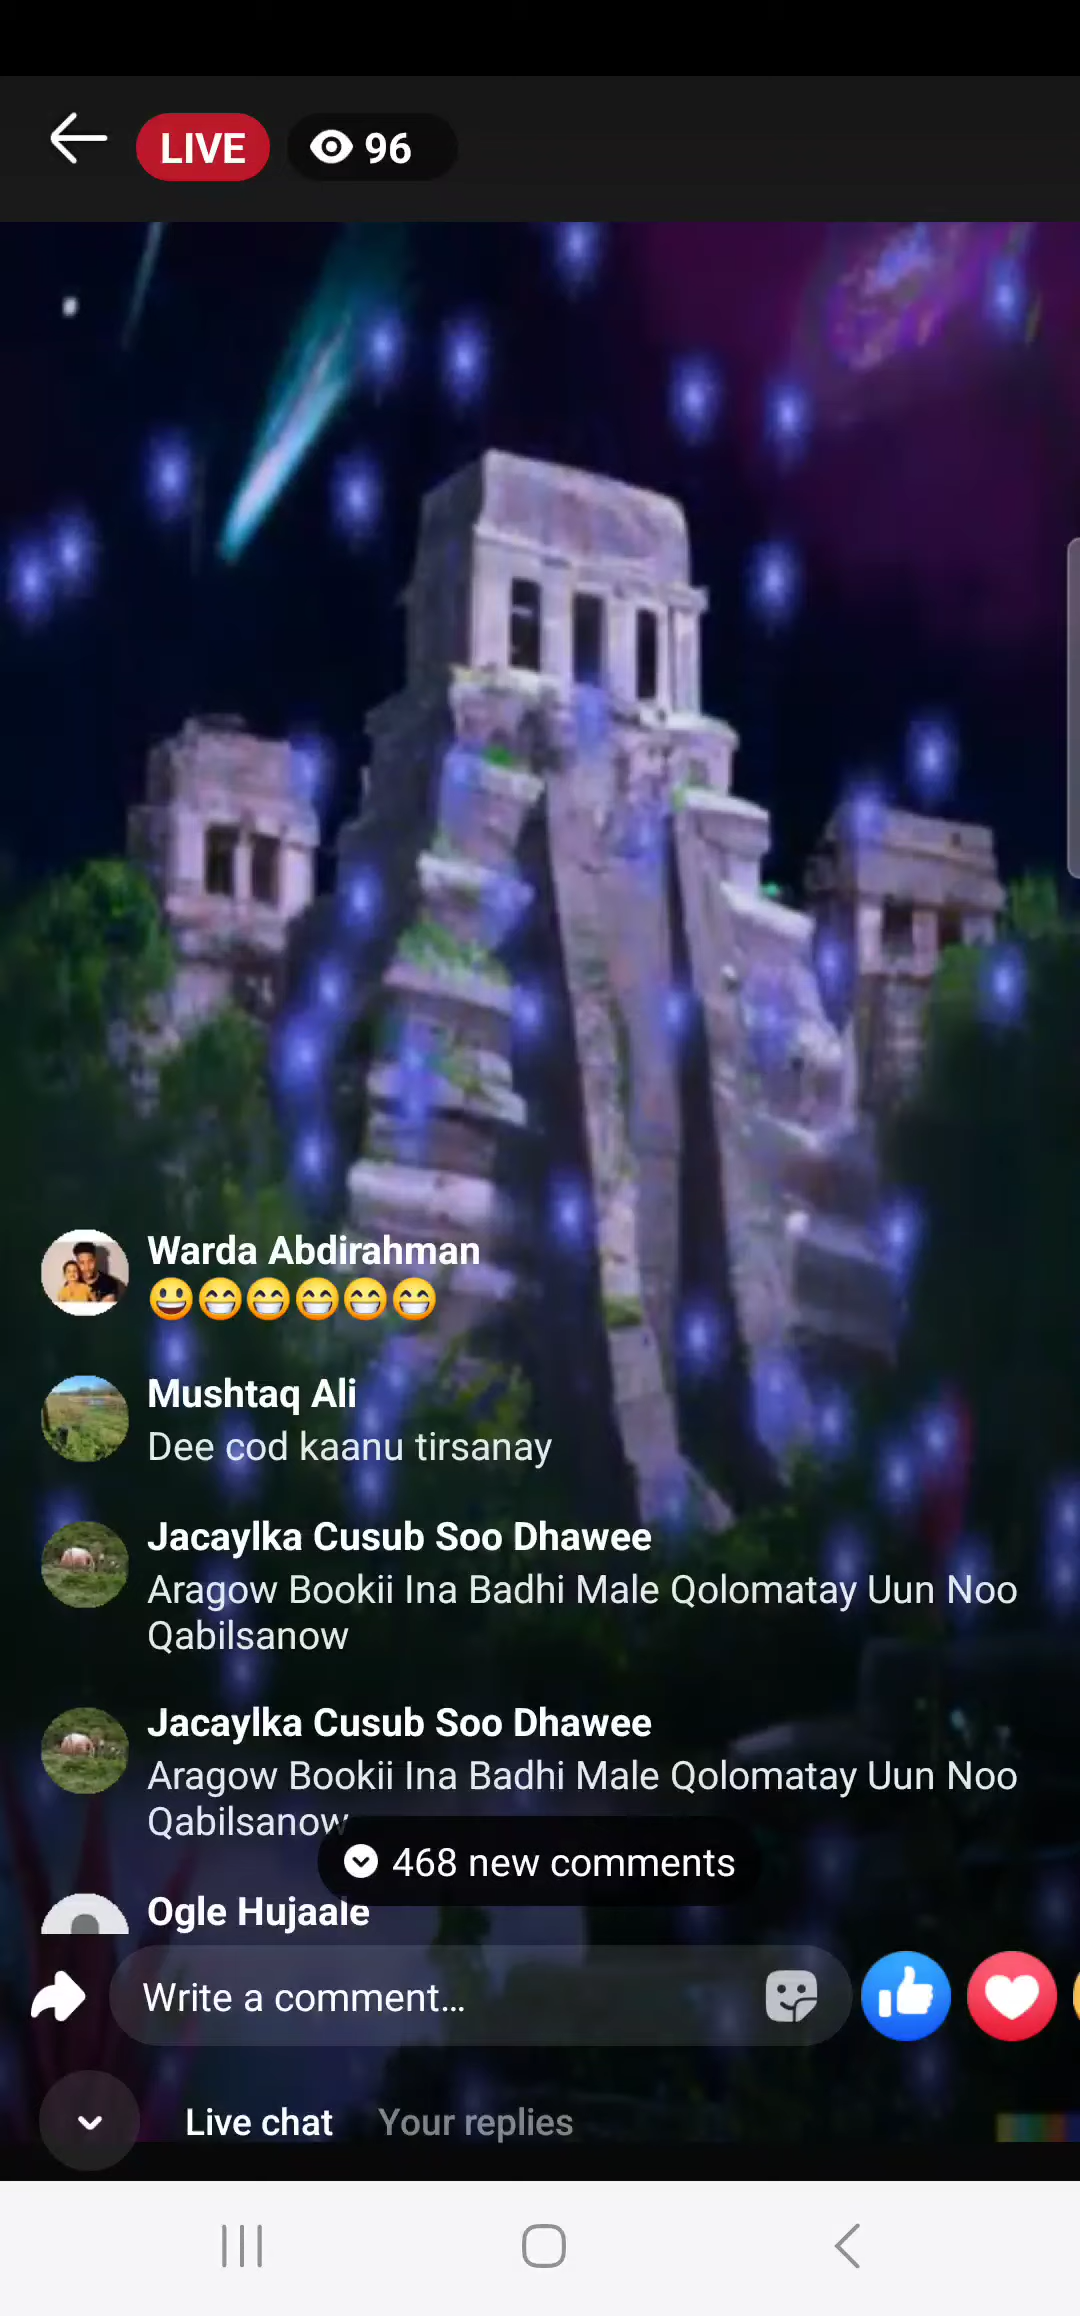 LIVE 96
Warda Abdirahman
😃😁😁😁😁😁
Mushtaq Ali
Dee cod kaanu tirsanay
Jacaylka Cusub Soo Dhawee
Aragow Bookii Ina Badhi Male Qolomatay Uun Noo
Qabilsanow
Jacaylka Cusub Soo Dhawee
Aragow Bookii Ina Badhi Male Qolomatay Uun Noo
Qabilsanow
468 new comments
Ogle Hujaale
Write a comment...
Live chat Your replies